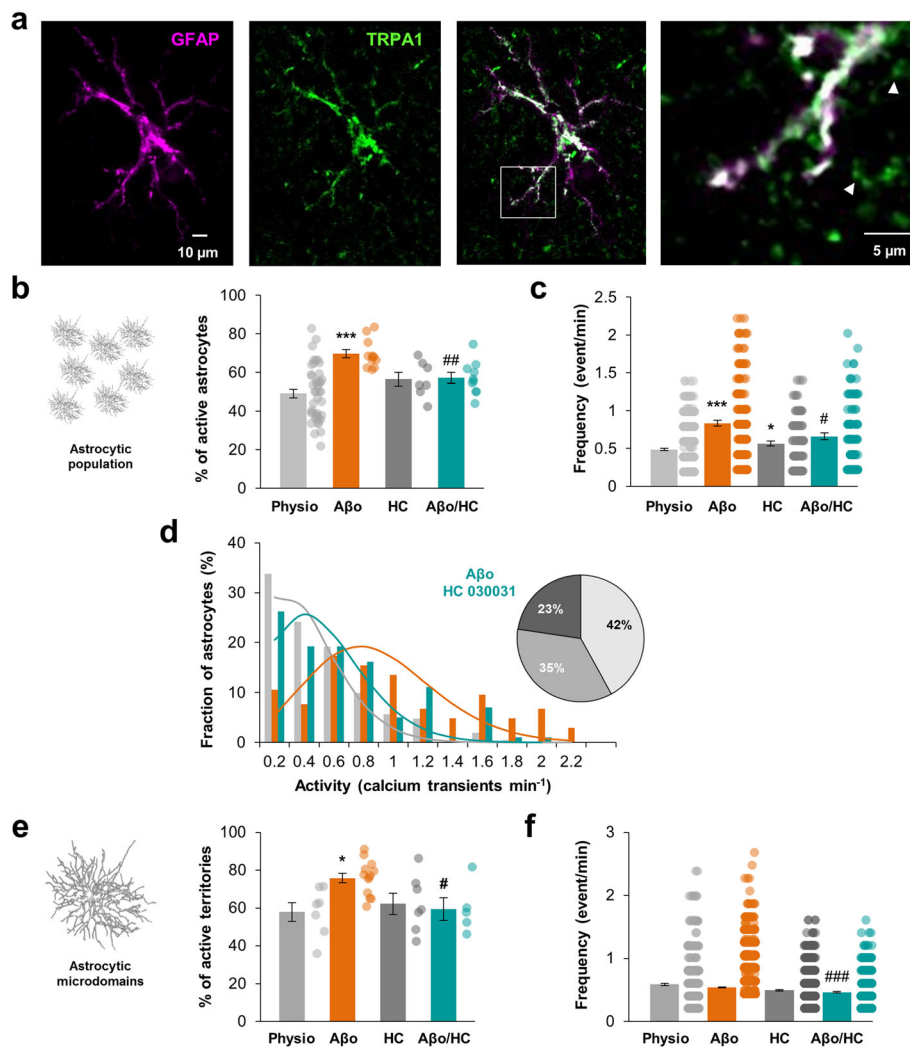 a
GFAP
TRPA1
10 µm
5 µm
b
Astrocytic
population
% of active astrocytes
100
80
60
40
20
0
***
##
Physio Aβo HC Aβo/HC
c
Frequency (event/min)
2.5
2
1.5
1
0.5
0
***
*
#
Physio Aβo HC Aβo/HC
d
Fraction of astrocytes (%)
40
30
20
10
0
0.2 0.4 0.6 0.8 1 1.2 1.4 1.6 1.8 2 2.2
Activity (calcium transients min-1)
Aβo
HC 030031
23%
42%
35%
e
Astrocytic
microdomains
% of active territories
100
80
60
40
20
0
*
#
Physio Aβo HC Aβo/HC
f
Frequency (event/min)
3
2
1
0
###
Physio Aβo HC Aβo/HC